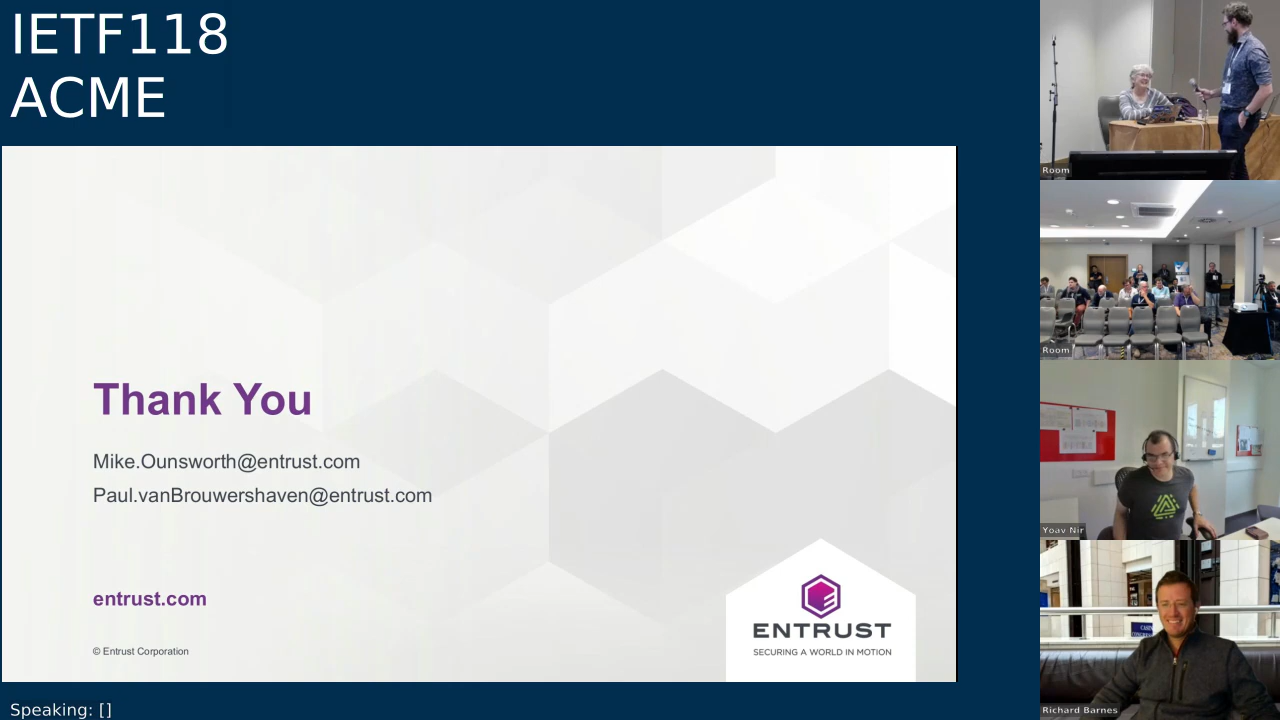 IETF118
ACME
Thank You
Mike.Ounsworth@entrust.com
Paul.vanBrouwershaven@entrust.com
entrust.com
© Entrust Corporation
ENTRUST
SECURING A WORLD IN MOTION
Speaking: []
Room
Room
Yoav Nir
Richard Barnes